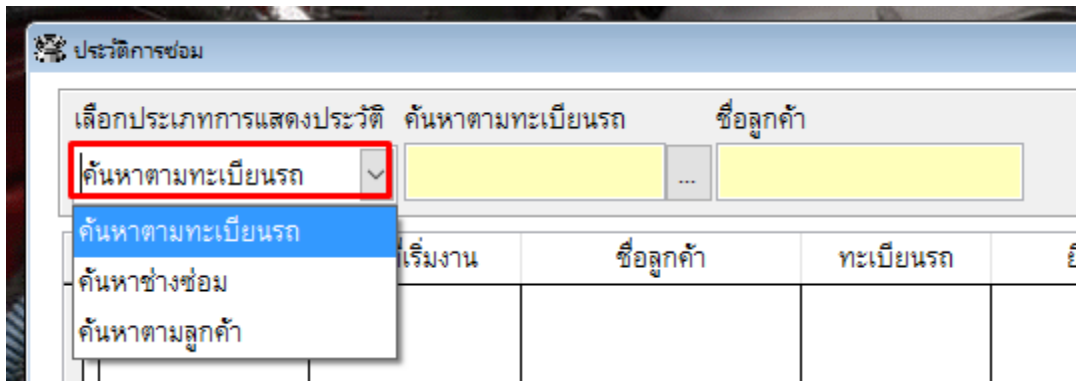 ประวัติการซ่อม
เลือกประเภทการแสดงประวัติ ค้นหาตามทะเบียนรถ ชื่อลูกค้า
ค้นหาตามทะเบียนรถ ...
ค้นหาตามทะเบียนรถ
ที่เริ่มงาน ชื่อลูกค้า ทะเบียนรถ
ค้นหาช่างซ่อม
ค้นหาตามลูกค้า